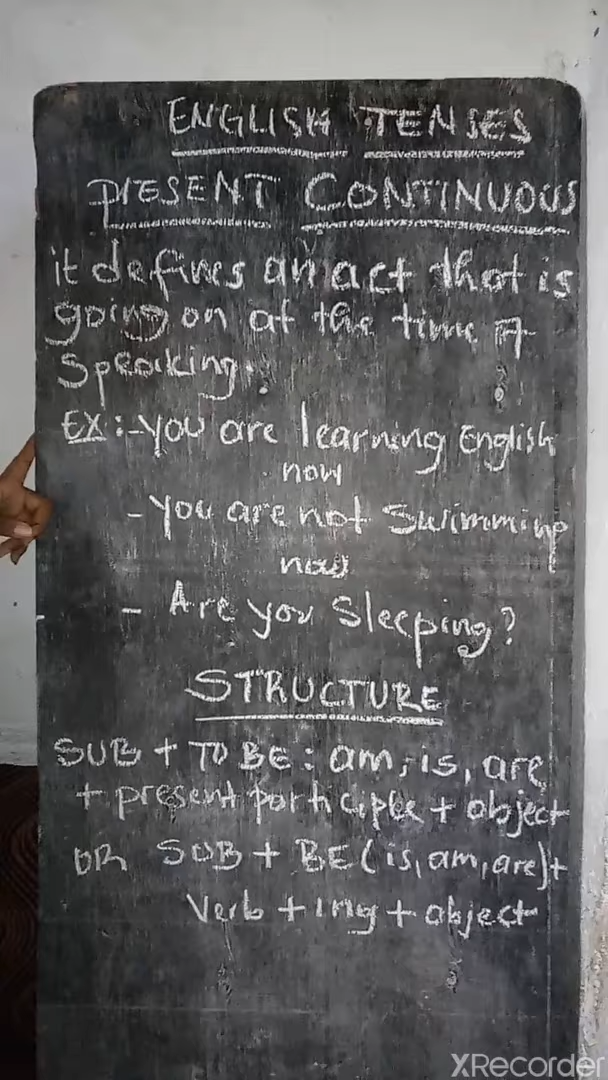 ENGLISH TENSES
PRESENT CONTINUOUS
it defines an act that is
going on at the time of
speaking.
EX:-you are learning English
now
-You are not Swimming
now
- Are you Sleeping?
STRUCTURE
SUB + TO BE: am, is, are
+ present participle + object
OR SUB + BE(is, am, are)+
Verb + ing + object
XRecorder